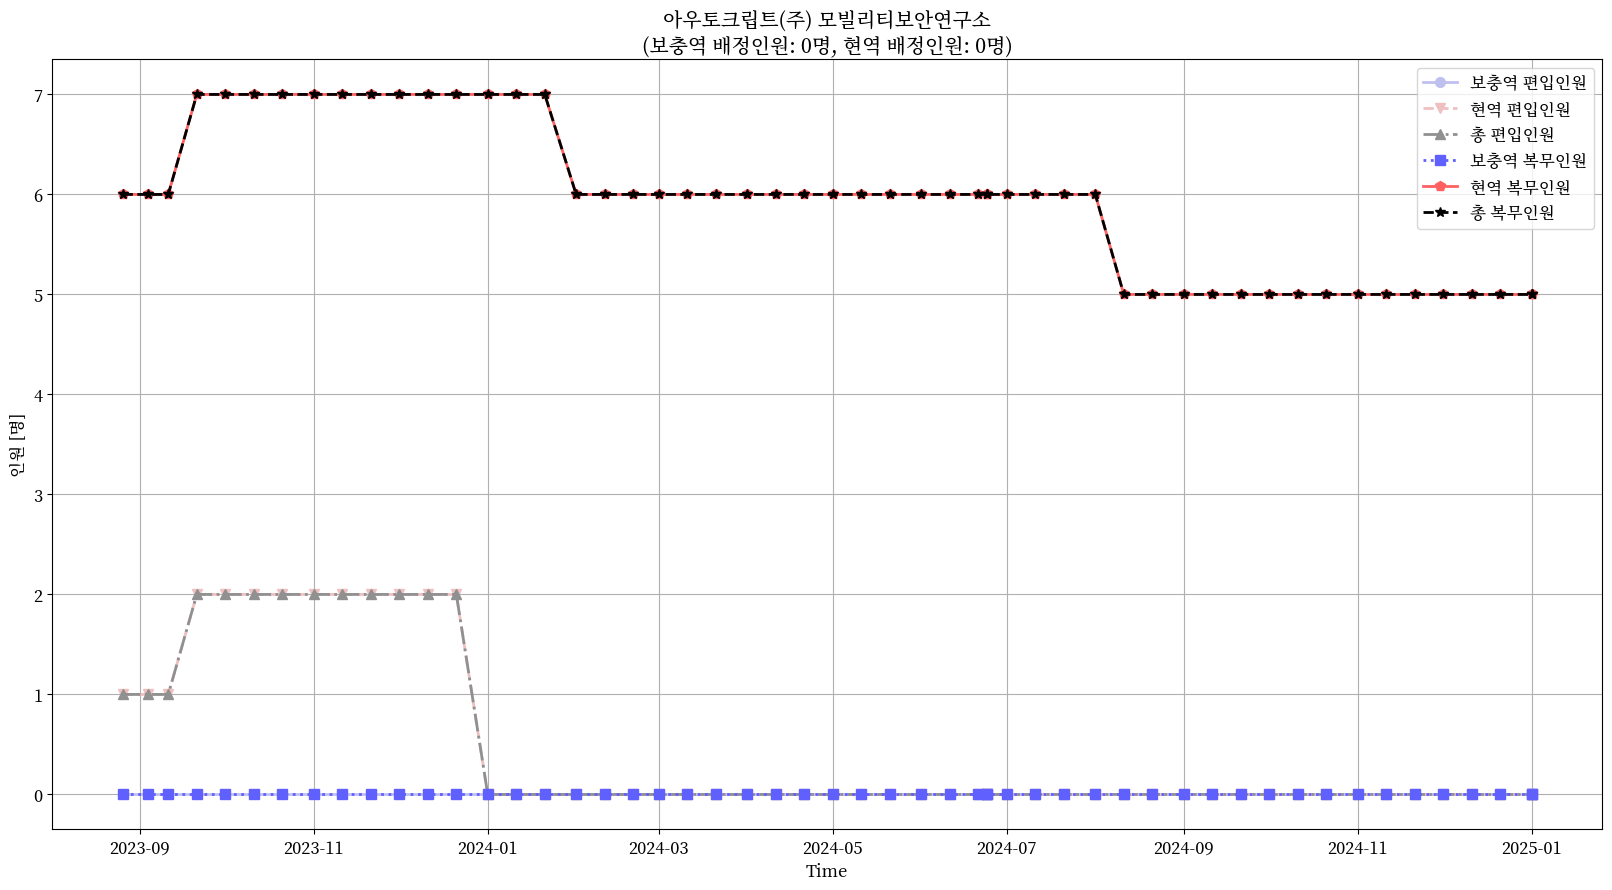 아우토크립트(주) 모빌리티보안연구소
(보충역 배정인원: 0명, 현역 배정인원: 0명)
보충역 편입인원
현역 편입인원
총 편입인원
보충역 복무인원
현역 복무인원
총 복무인원
인원 [명]
7
6
5
4
3
2
1
0
2023-09
2023-11
2024-01
2024-03
2024-05
2024-07
2024-09
2024-11
2025-01
Time